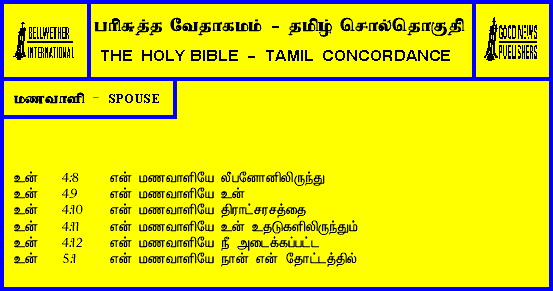 BELLWETHER
INTERNATIONAL
பரிசுத்த வேதாகமம் - தமிழ் சொல்தொகுதி
THE HOLY BIBLE - TAMIL CONCORDANCE
GOOD NEWS
PUBLISHERS
மணவாளி - SPOUSE
உன் 4:8 என் மணவாளியே லீபனோனிலிருந்து
உன் 4:9 என் மணவாளியே உன்
உன் 4:10 என் மணவாளியே திராட்சரசத்தை
உன் 4:11 என் மணவாளியே உன் உதடுகளிலிருந்தும்
உன் 4:12 என் மணவாளியே நீ அடைக்கப்பட்ட
உன் 5:1 என் மணவாளியே நான் என் தோட்டத்தில்